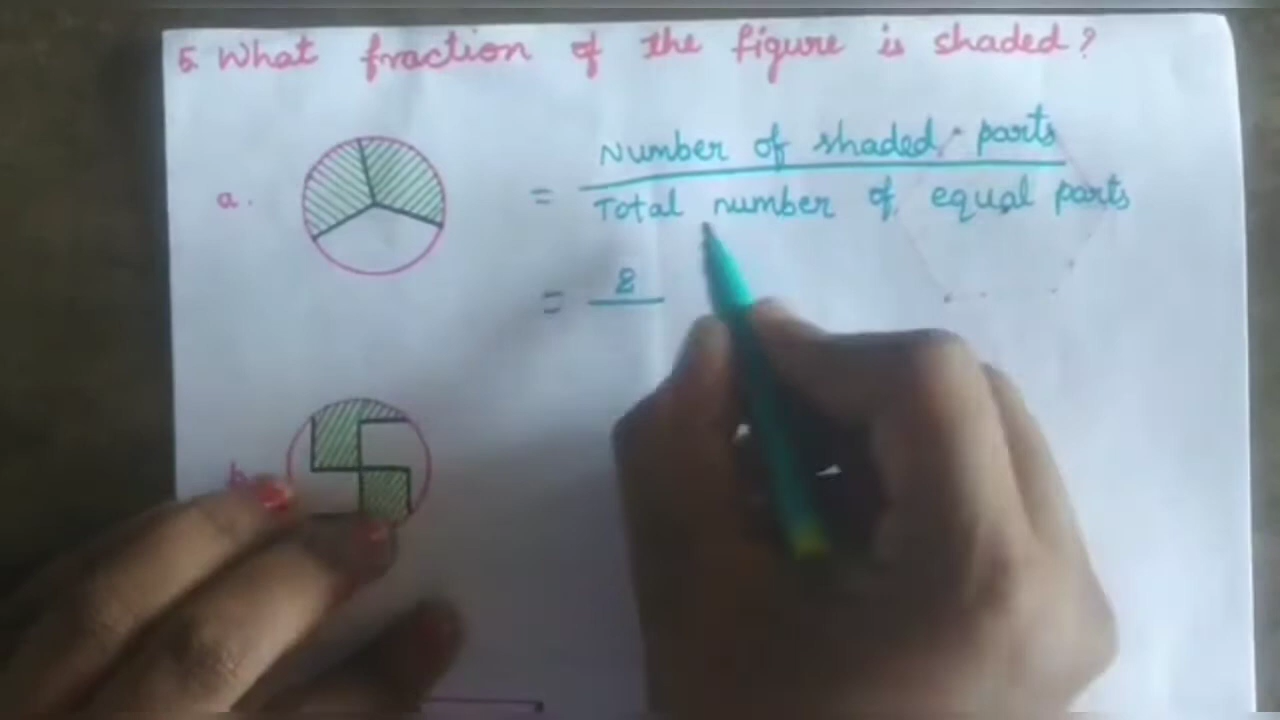 5. What fraction of the figure is shaded?
a.
= Number of shaded parts
Total number of equal parts
= 2
b